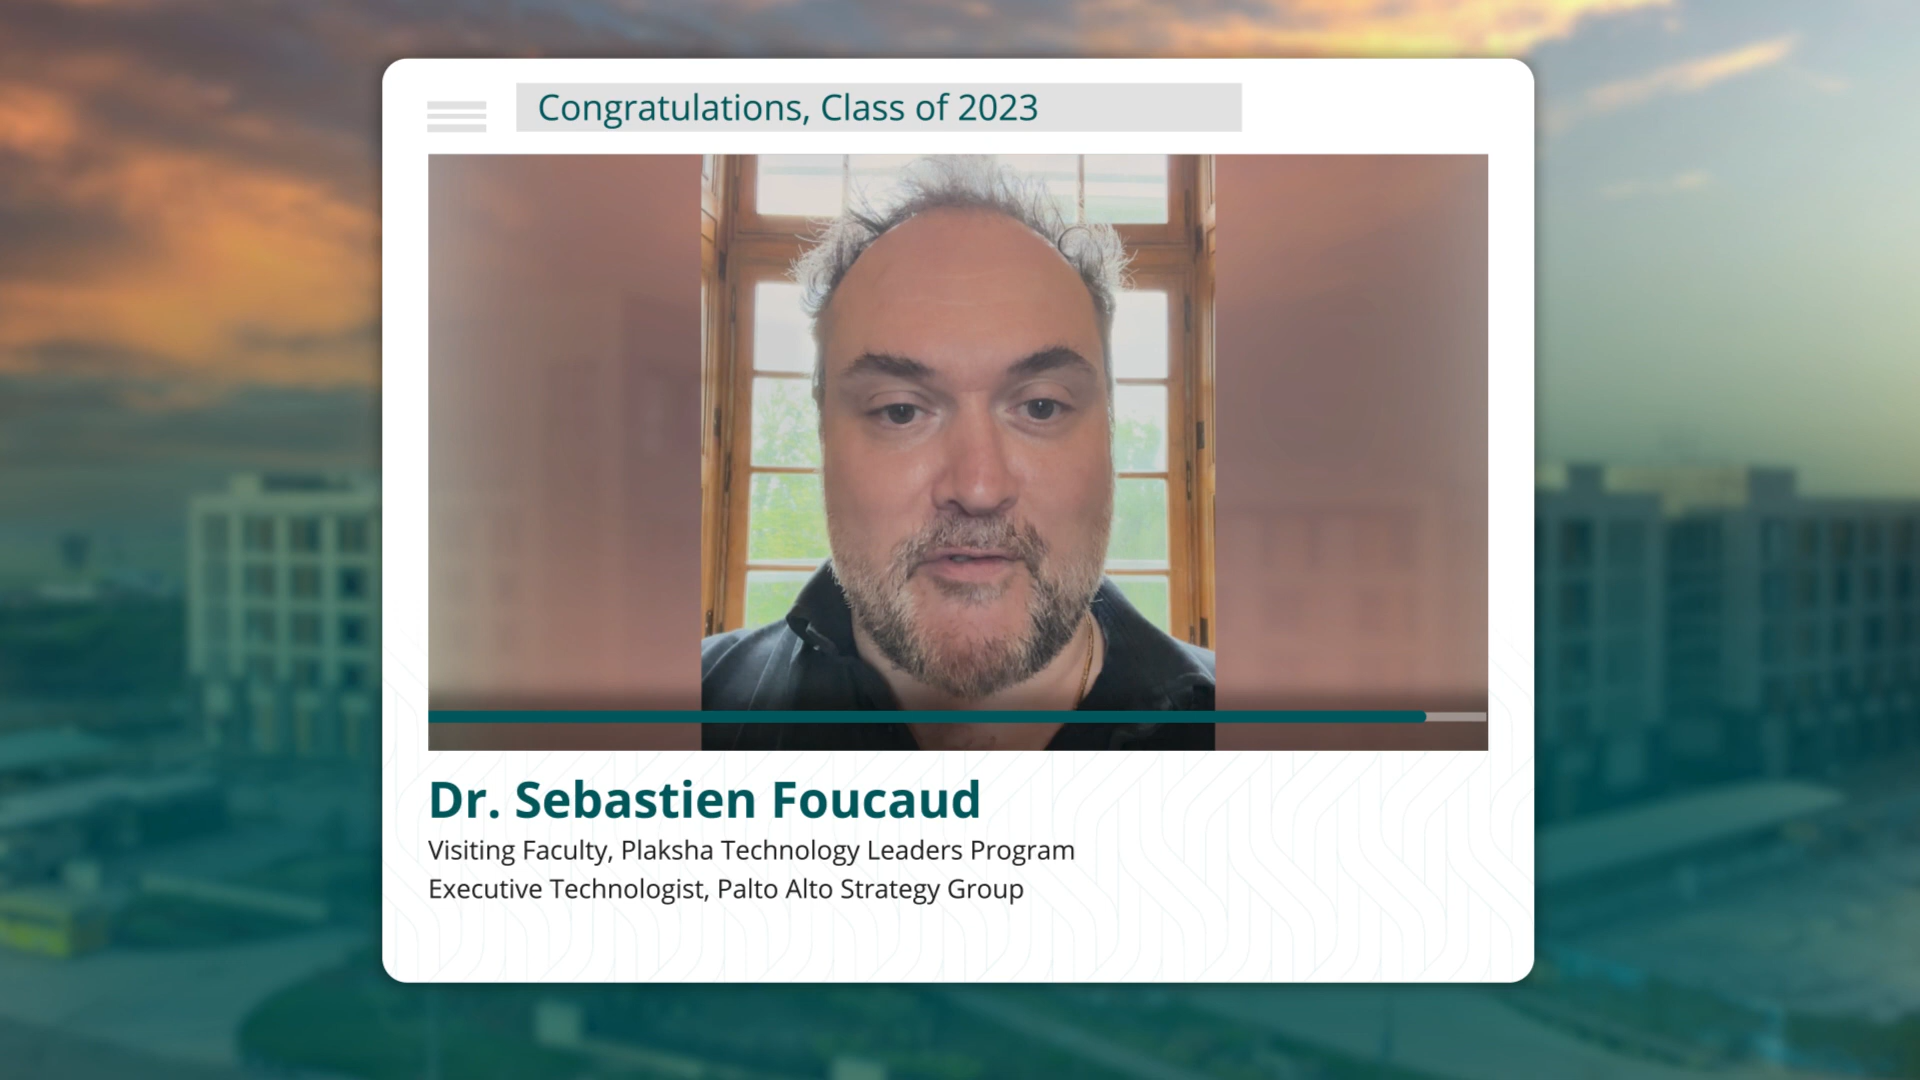 Congratulations, Class of 2023
Dr. Sebastien Foucaud
Visiting Faculty, Plaksha Technology Leaders Program
Executive Technologist, Palto Alto Strategy Group